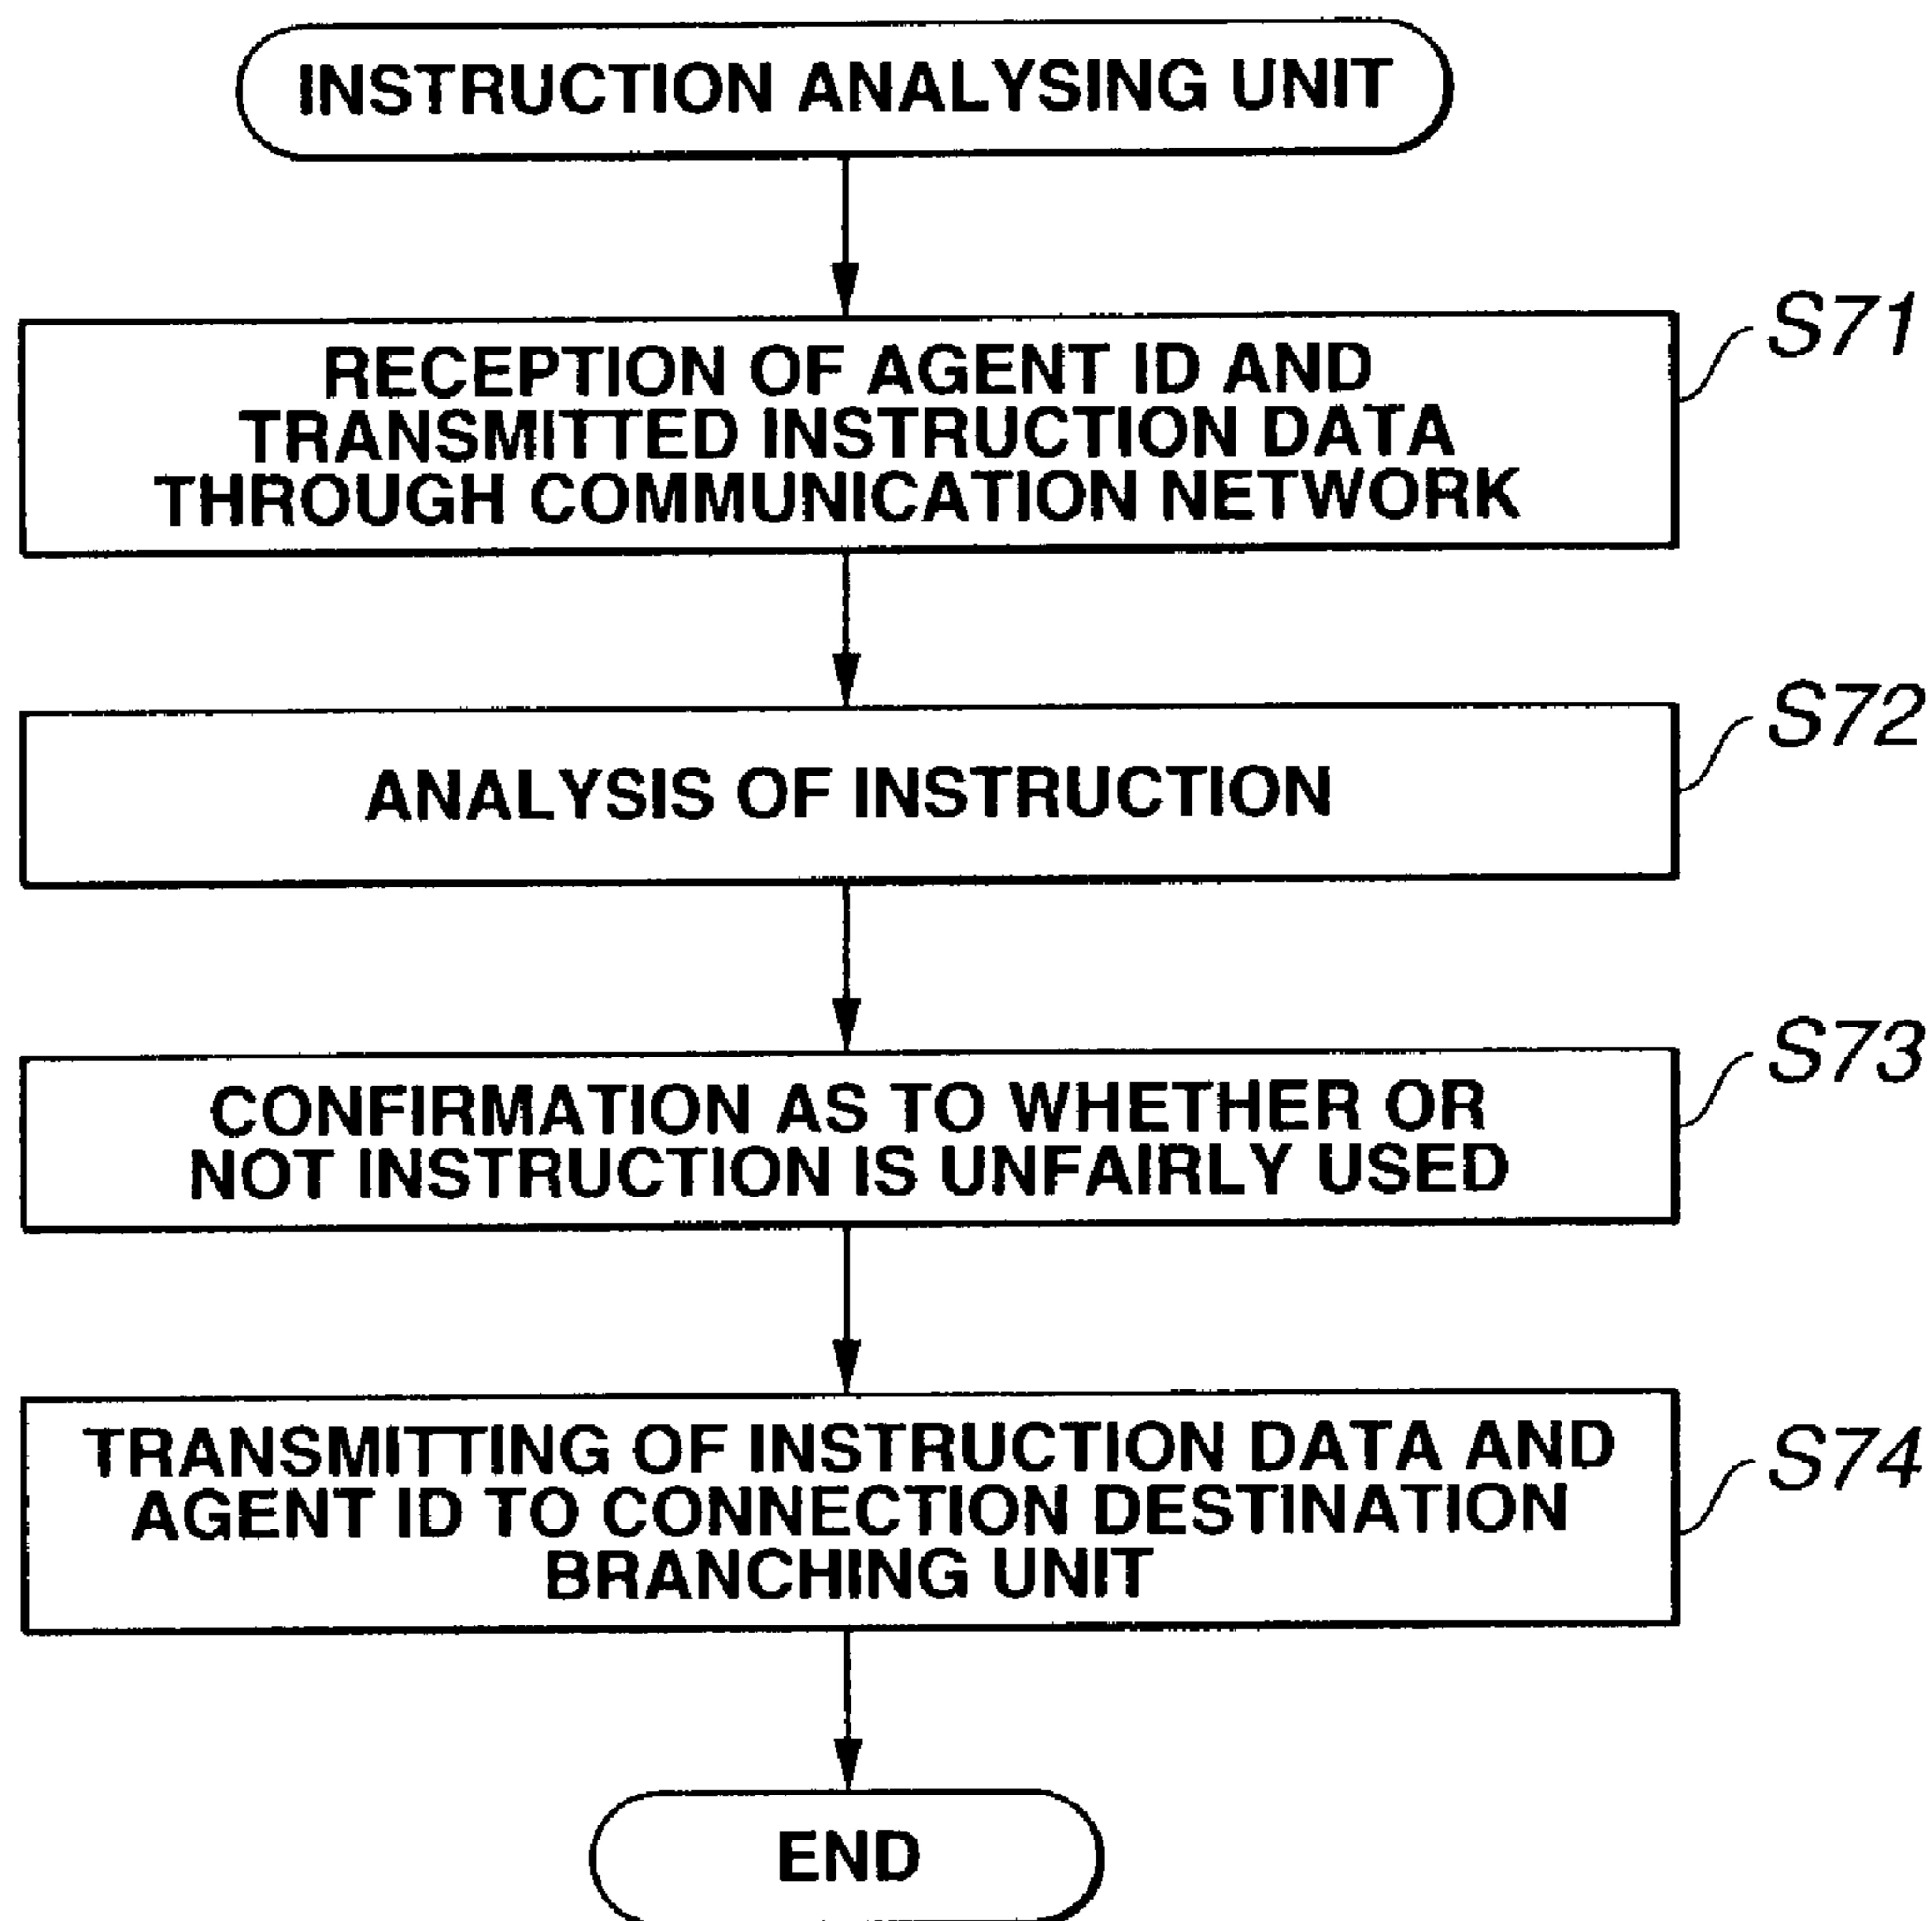 INSTRUCTION ANALYSING UNIT
RECEPTION OF AGENT ID AND
TRANSMITTED INSTRUCTION DATA
THROUGH COMMUNICATION NETWORK
S71
ANALYSIS OF INSTRUCTION
S72
CONFIRMATION AS TO WHETHER OR
NOT INSTRUCTION IS UNFAIRLY USED
S73
TRANSMITTING OF INSTRUCTION DATA AND
AGENT ID TO CONNECTION DESTINATION
BRANCHING UNIT
S74
END